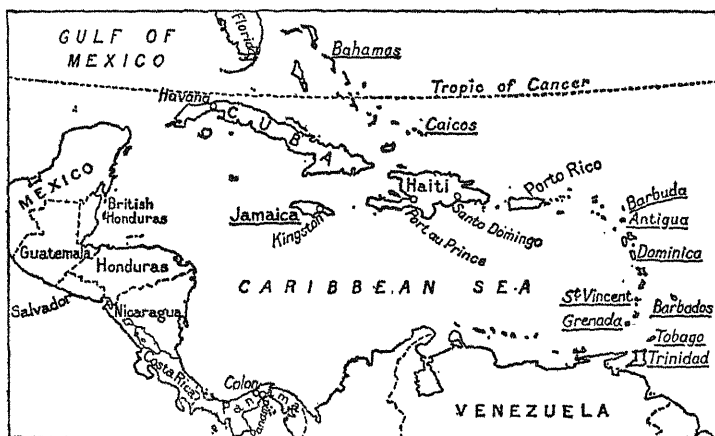 GULF OF
MEXICO
Florida
Bahamas
Tropic of Cancer
Havana
CUBA
Caicos
MEXICO
British
Honduras
Haiti
Porto Rico
Jamaica
Kingston
Port au Prince
Santo Domingo
Barbuda
Antigua
Guatemala
Honduras
Dominica
CARIBBEAN SEA
Salvador
Nicaragua
St Vincent
Barbados
Grenada
Costa Rica
Tobago
Trinidad
Colon
Panama
Panama
VENEZUELA